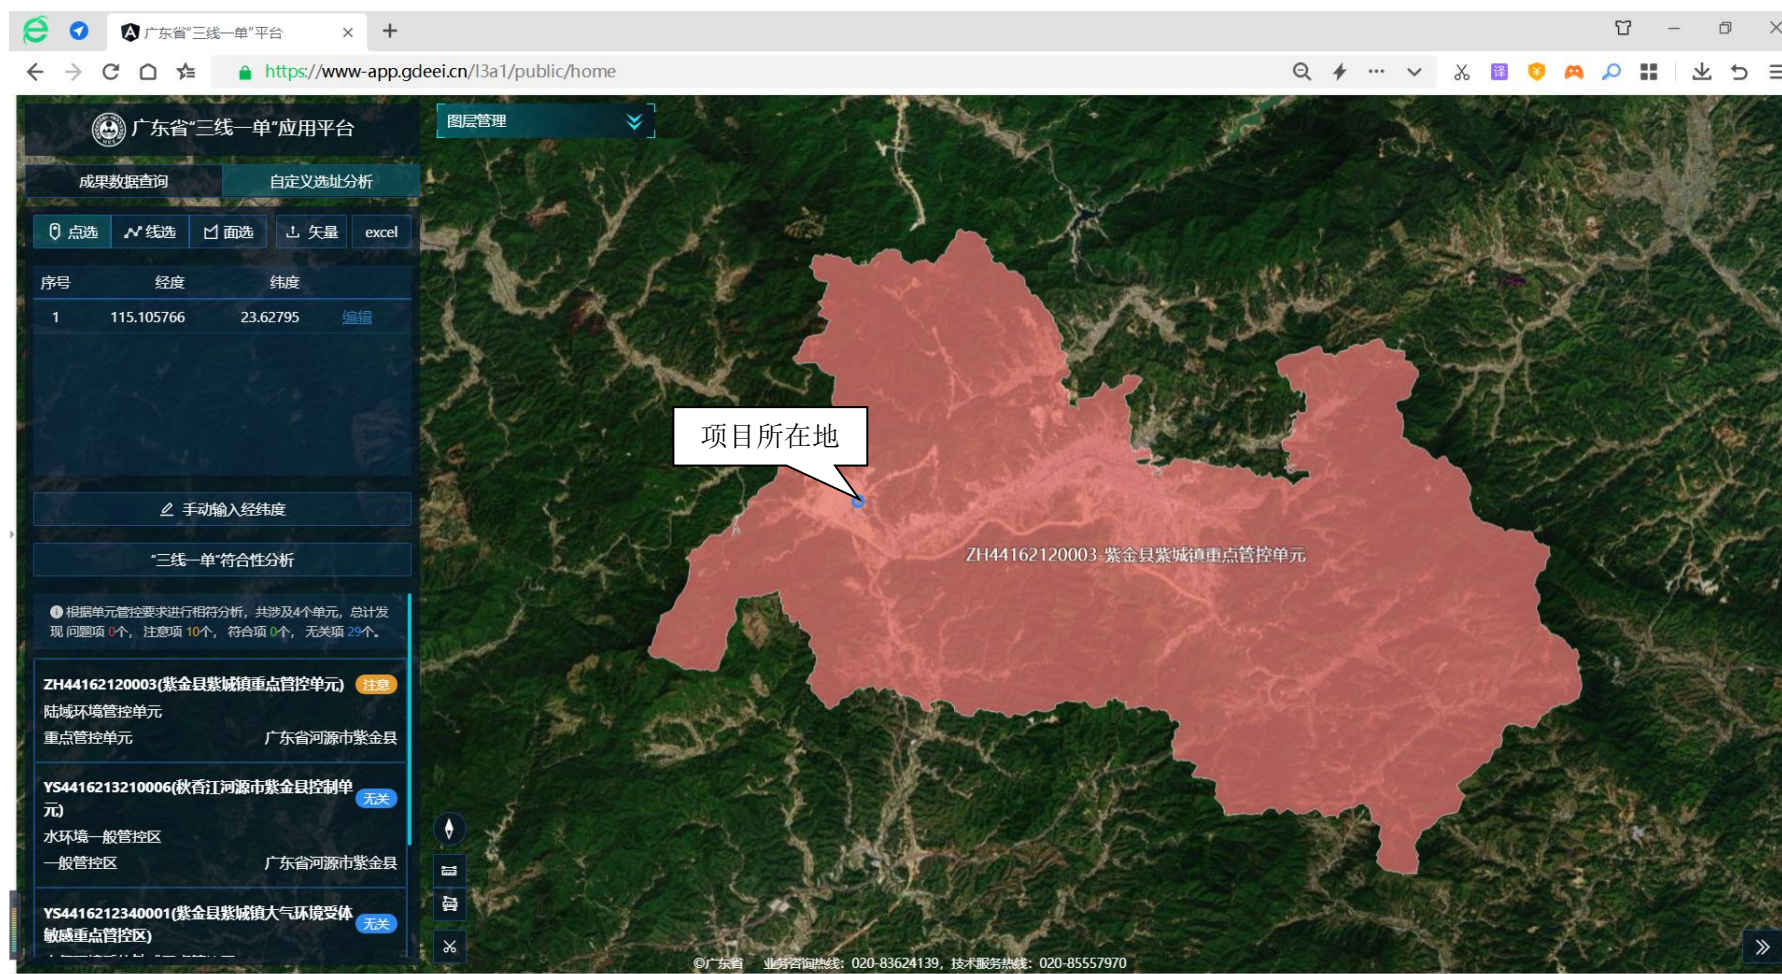 广东省“三线一单”平台
https://www-app.gdeei.cn/l3a1/public/home
译
广东省“三线一单”应用平台
图层管理
成果数据查询 自定义选址分析
点选 线选 面选 矢量 excel
序号 经度 纬度
1 115.105766 23.62795 编辑
项目所在地
手动输入经纬度
“三线一单”符合性分析
ZH44162120003-紫金县紫城镇重点管控单元
根据单元管控要求进行相符分析，共涉及4个单元，总计发
现 问题项 0个， 注意项 10个， 符合项 0个， 无关项 29个。
ZH44162120003(紫金县紫城镇重点管控单元) 注意
陆域环境管控单元
重点管控单元 广东省河源市紫金县
YS4416213210006(秋香江河源市紫金县控制单
元) 无关
水环境一般管控区
一般管控区 广东省河源市紫金县
YS4416212340001(紫金县紫城镇大气环境受体
敏感重点管控区) 无关
©广东省 业务咨询热线：020-83624139，技术服务热线：020-85557970